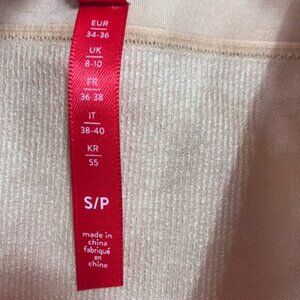 EUR
34-36
UK
8-10
FR
36-38
IT
38-40
KR
55
S/P
made in
china
fabriqué
en
chine